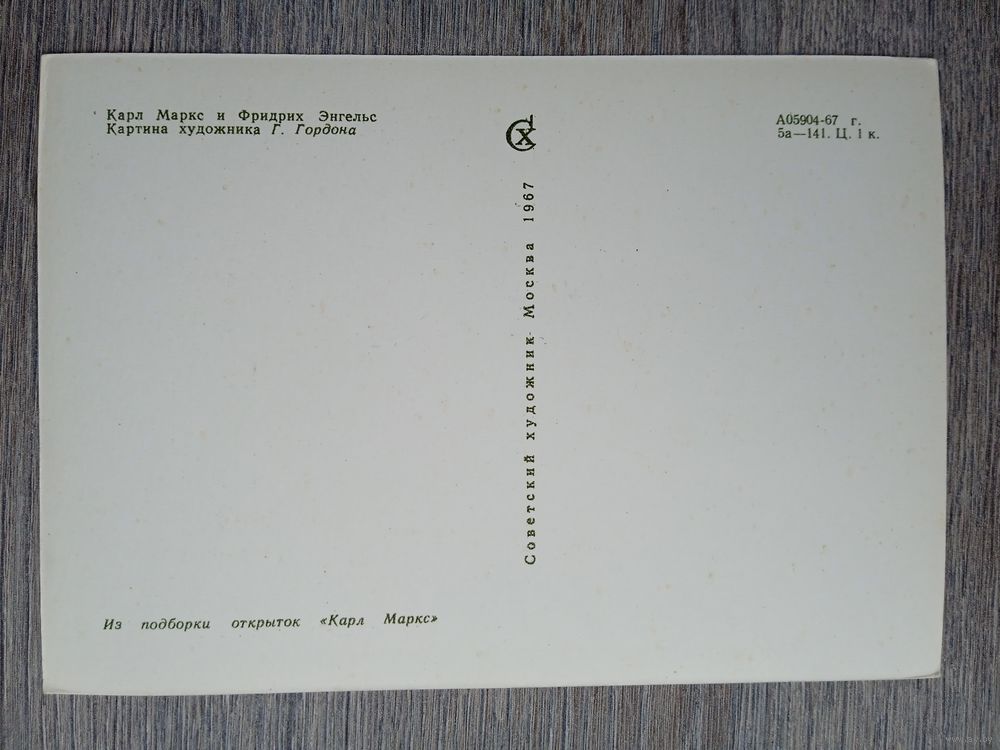 Карл Маркс и Фридрих Энгельс
Картина художника Г. Гордона
СХ
А05904-67 г.
5а—141. Ц. 1 к.
Советский художник· Москва 1967
Из подборки открыток «Карл Маркс»